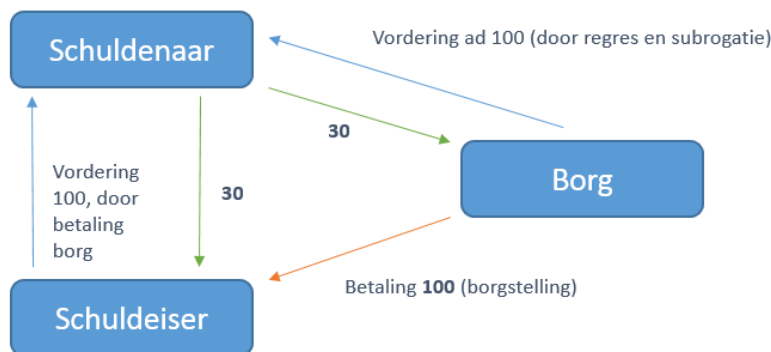 Schuldenaar
Vordering ad 100 (door regres en subrogatie)
30
Borg
Vordering
100, door
betaling
borg
30
Betaling 100 (borgstelling)
Schuldeiser